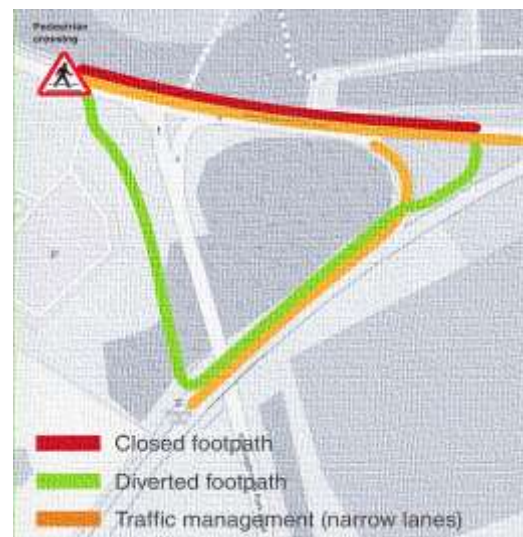 Pedestrian
crossing
P
Closed footpath
Diverted footpath
Traffic management (narrow lanes)